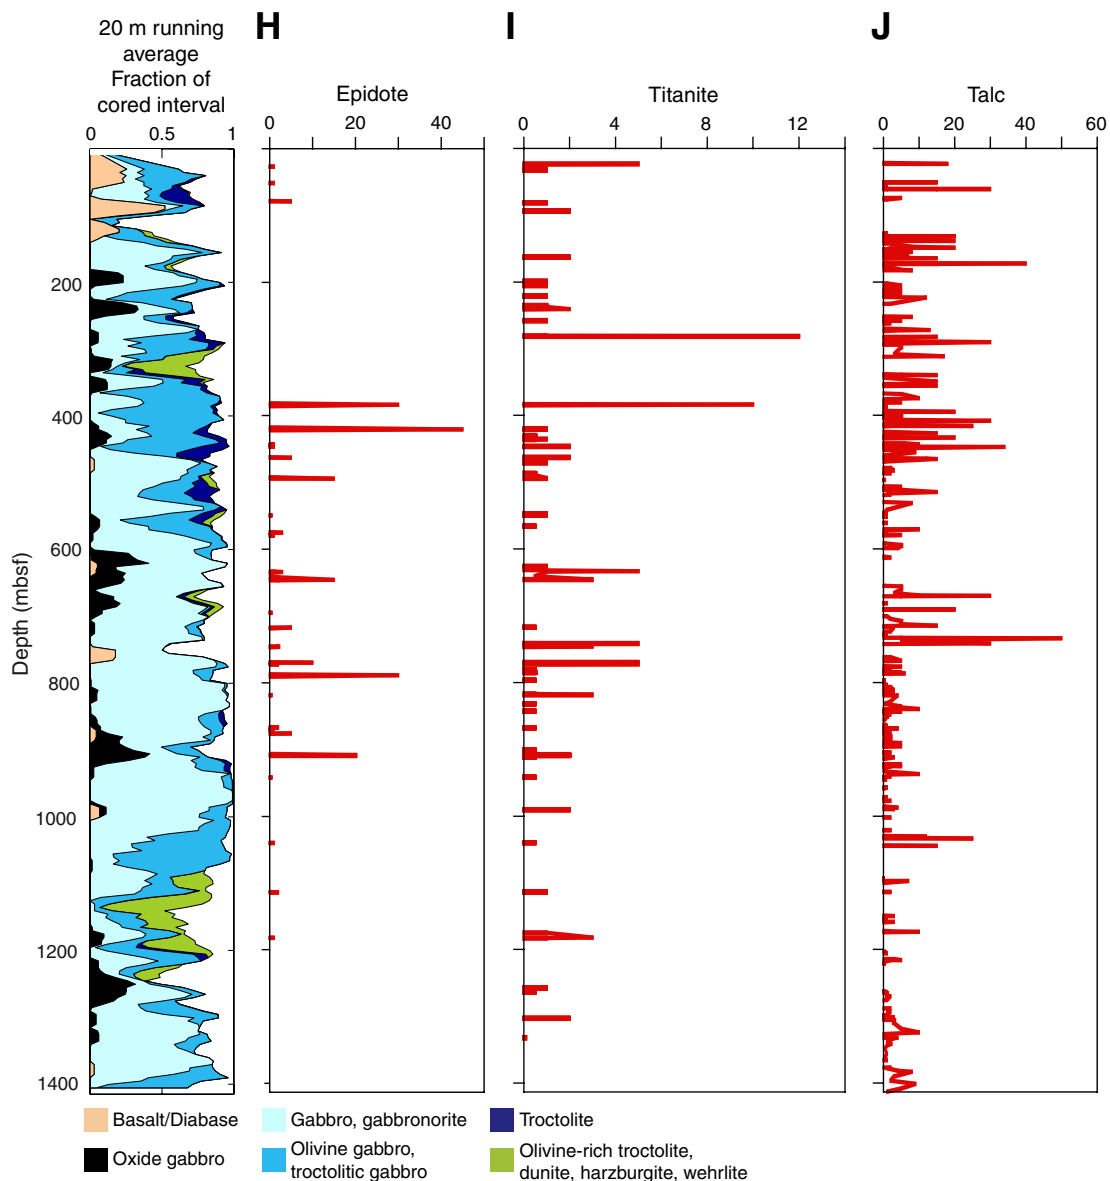 20 m running
average
Fraction of
cored interval
0 0.5 1
H
Epidote
0 20 40
I
Titanite
0 4 8 12
J
Talc
0 20 40 60
Depth (mbsf)
200
400
600
800
1000
1200
1400
Basalt/Diabase
Oxide gabbro
Gabbro, gabbronorite
Olivine gabbro,
troctolitic gabbro
Troctolite
Olivine-rich troctolite,
dunite, harzburgite, wehrlite